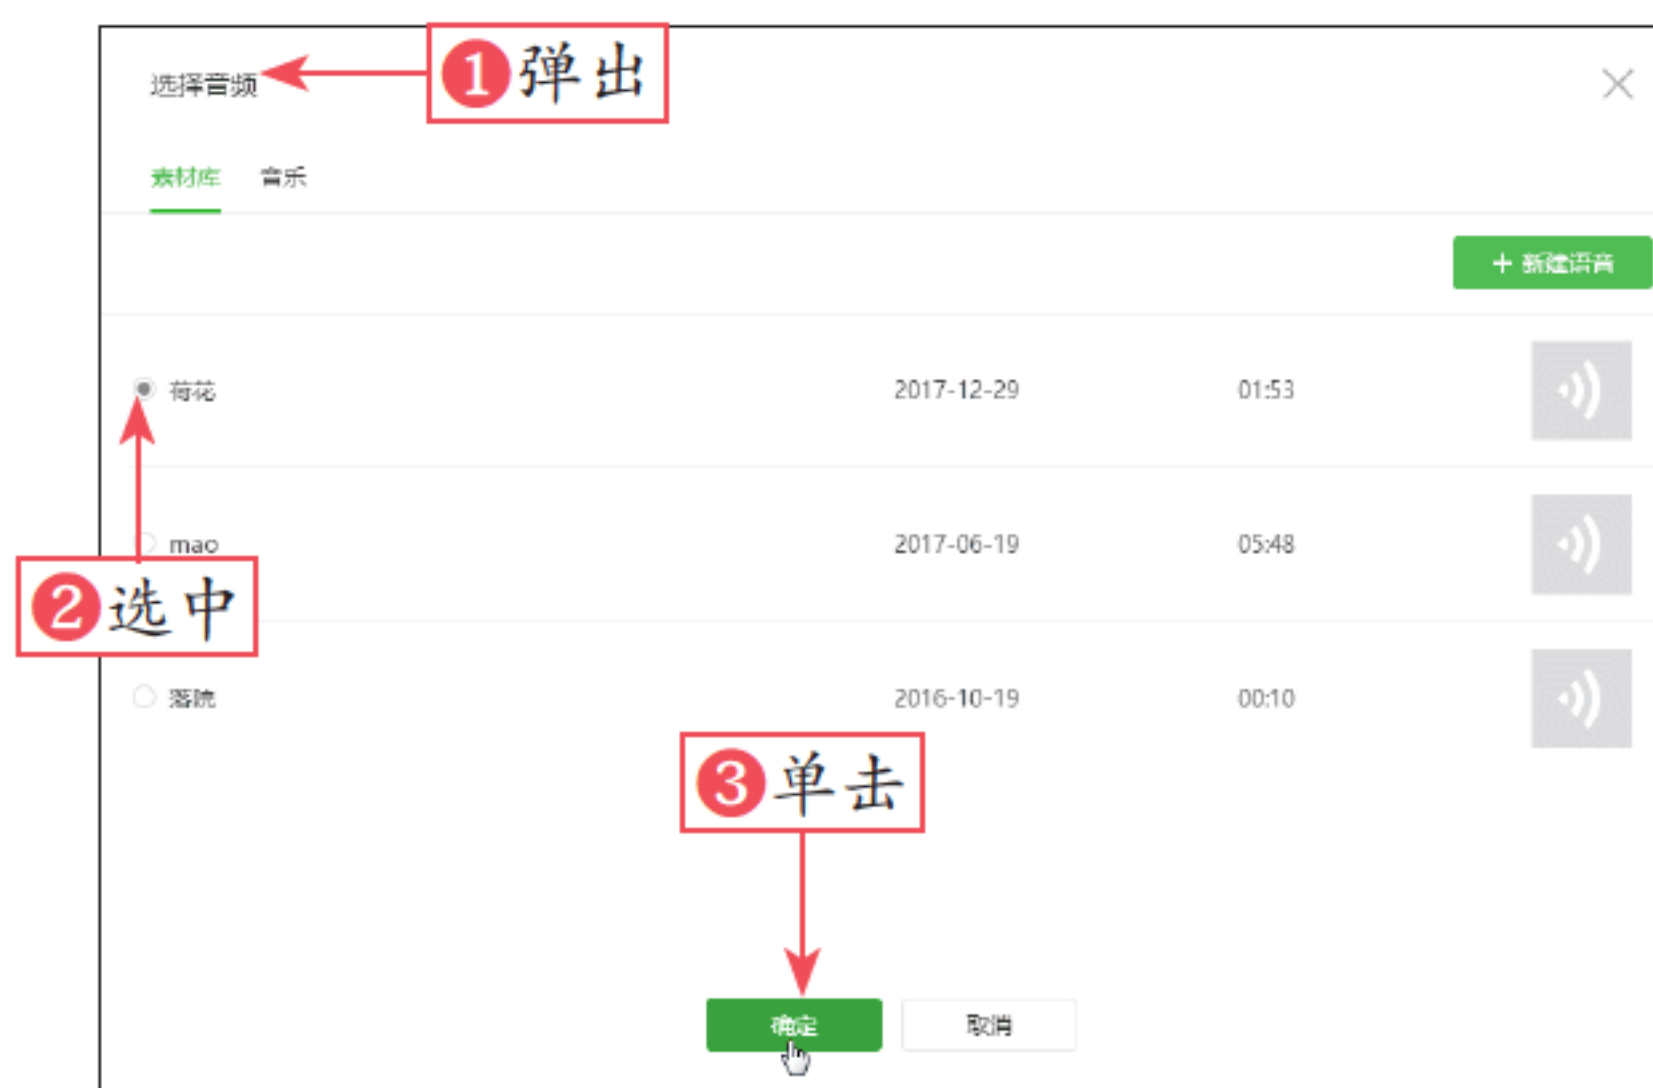 选择音频
❶弹出
素材库 音乐
+ 新建语音
荷花 2017-12-29 01:53
mao 2017-06-19 05:48
❷选中
落院 2016-10-19 00:10
❸单击
确定 取消